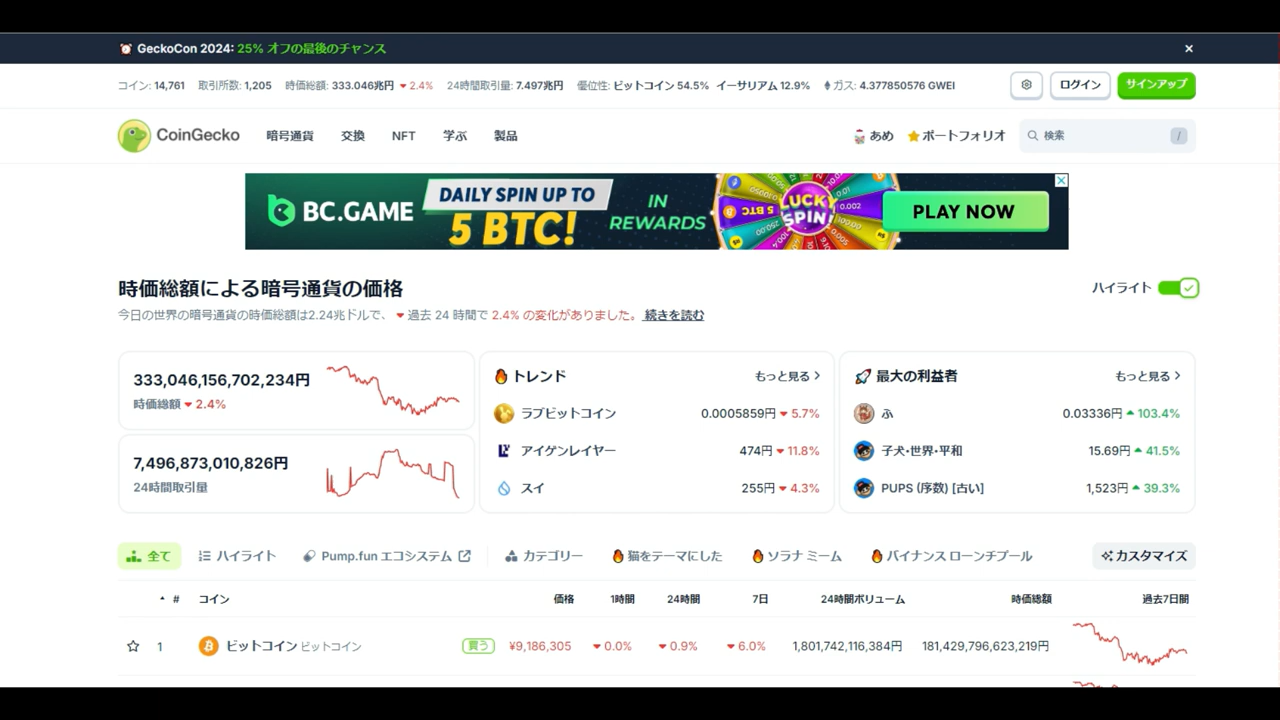 GeckoCon 2024: 25% オフの最後のチャンス
コイン: 14,761 取引所数: 1,205 時価総額: 333.046兆円 2.4% 24時間取引量: 7.497兆円 優位性: ビットコイン 54.5% イーサリアム 12.9% ガス: 4.377850576 GWEI
ログイン
サインアップ
CoinGecko 暗号通貨 交換 NFT 学ぶ 製品 あめ ポートフォリオ 検索 /
BC.GAME DAILY SPIN UP TO 5 BTC! IN REWARDS LUCKY SPIN! PLAY NOW
時価総額による暗号通貨の価格
ハイライト
今日の世界の暗号通貨の時価総額は2.24兆ドルで、 過去 24 時間で 2.4% の変化がありました。 続きを読む
333,046,156,702,234円
時価総額 2.4%
7,496,873,010,826円
24時間取引量
トレンド もっと見る
ラブビットコイン 0.0005859円 5.7%
アイゲンレイヤー 474円 11.8%
スイ 255円 4.3%
最大の利益者 もっと見る
ふ 0.03336円 103.4%
子犬・世界・平和 15.69円 41.5%
PUPS (序数) [古い] 1,523円 39.3%
全て ハイライト Pump.fun エコシステム カテゴリー 猫をテーマにした ソラナ ミーム バイナンス ローンチプール カスタマイズ
# コイン 価格 1時間 24時間 7日 24時間ボリューム 時価総額 過去7日間
1 ビットコイン ビットコイン 買う ¥9,186,305 0.0% 0.9% 6.0% 1,801,742,116,384円 181,429,796,623,219円